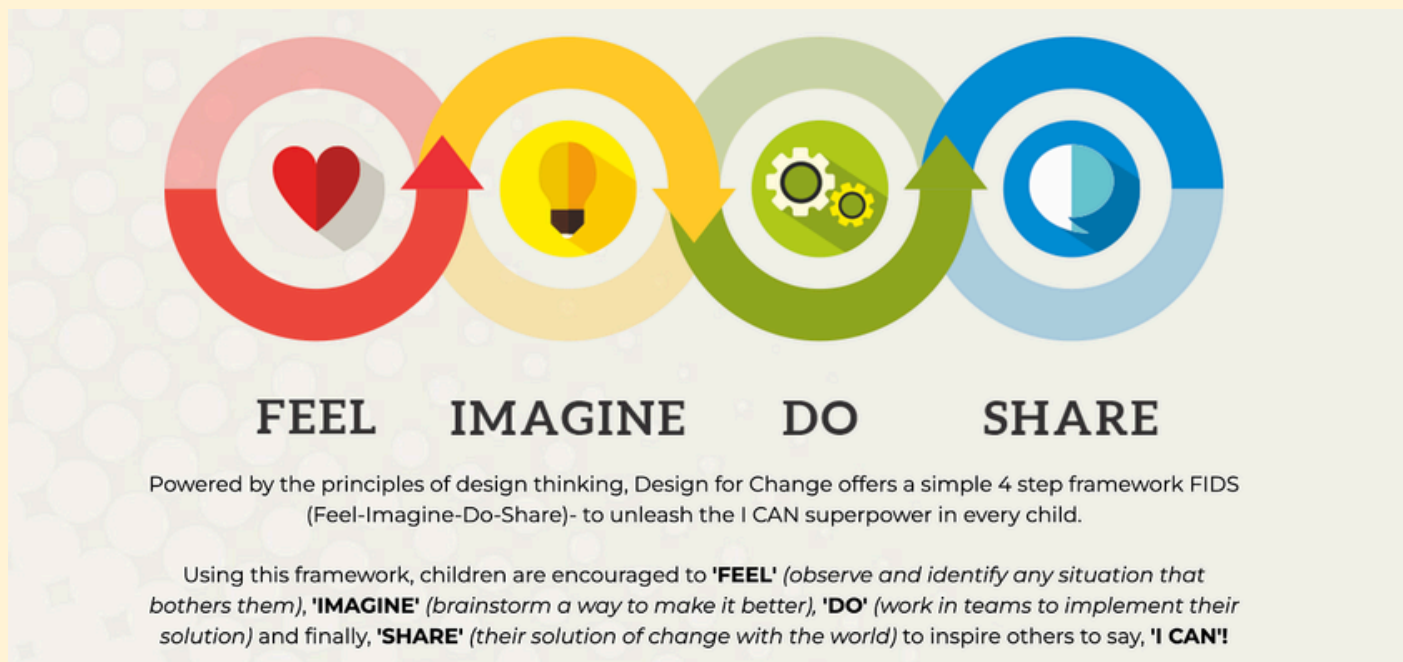 FEEL IMAGINE DO SHARE
Powered by the principles of design thinking, Design for Change offers a simple 4 step framework FIDS
(Feel-Imagine-Do-Share)- to unleash the I CAN superpower in every child.
Using this framework, children are encouraged to 'FEEL' (observe and identify any situation that
bothers them), 'IMAGINE' (brainstorm a way to make it better), 'DO' (work in teams to implement their
solution) and finally, 'SHARE' (their solution of change with the world) to inspire others to say, 'I CAN'!